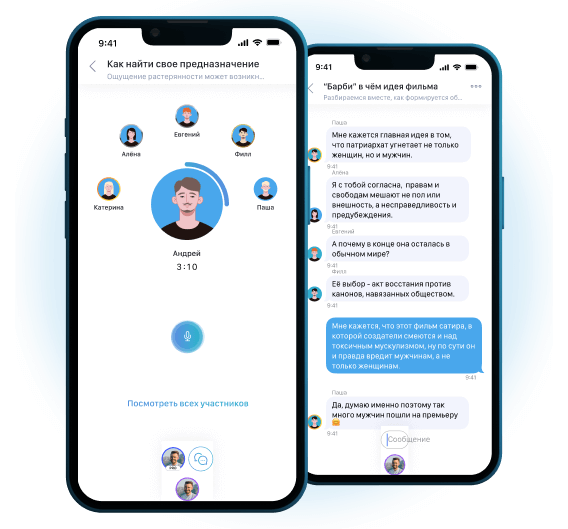 9:41
Как найти свое предназначение
Ощущение растерянности может возникн...
Евгений
Алёна
Филл
Катерина
Паша
Андрей
3:10
Посмотреть всех участников
9:41
"Барби" в чём идея фильма
Разбираемся вместе, как формируется об...
Паша
Мне кажется главная идея в том,
что патриархат угнетает не только
женщин, но и мужчин.
9:41
Алёна
Я с тобой согласна, правам и
свободам мешают не пол или
внешность, а несправедливость и
предубеждения.
9:41
Евгений
А почему в конце она осталась в
обычном мире?
9:41
Филл
Её выбор - акт восстания против
канонов, навязанных обществом.
9:41
Мне кажется, что этот фильм сатира, в
которой создатели смеются и над
токсичным мускулизмом, ну по сути он
и правда вредит мужчинам, а не
только женщинам.
9:41
Паша
Да, думаю именно поэтому так
много мужчин пошли на премьеру
9:41
Сообщение